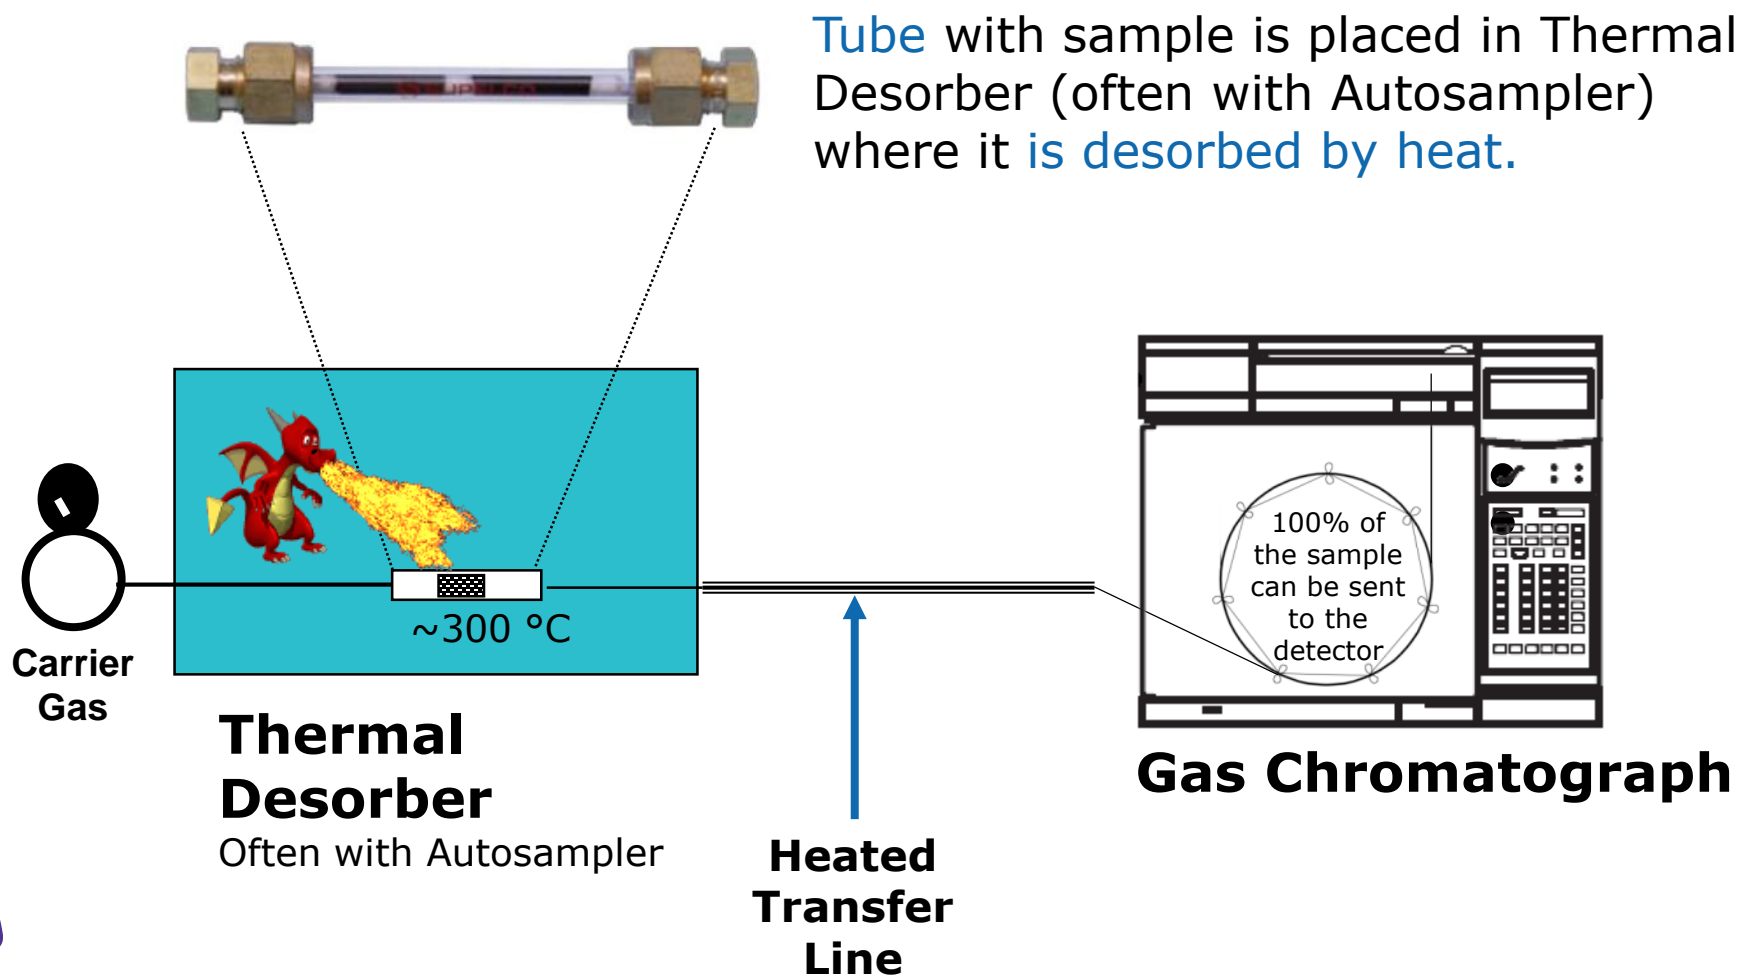 Tube with sample is placed in Thermal
Desorber (often with Autosampler)
where it is desorbed by heat.
SUPELCO
100% of
the sample
can be sent
to the
detector
~300 °C
Carrier
Gas
Thermal
Desorber
Often with Autosampler
Heated
Transfer
Line
Gas Chromatograph